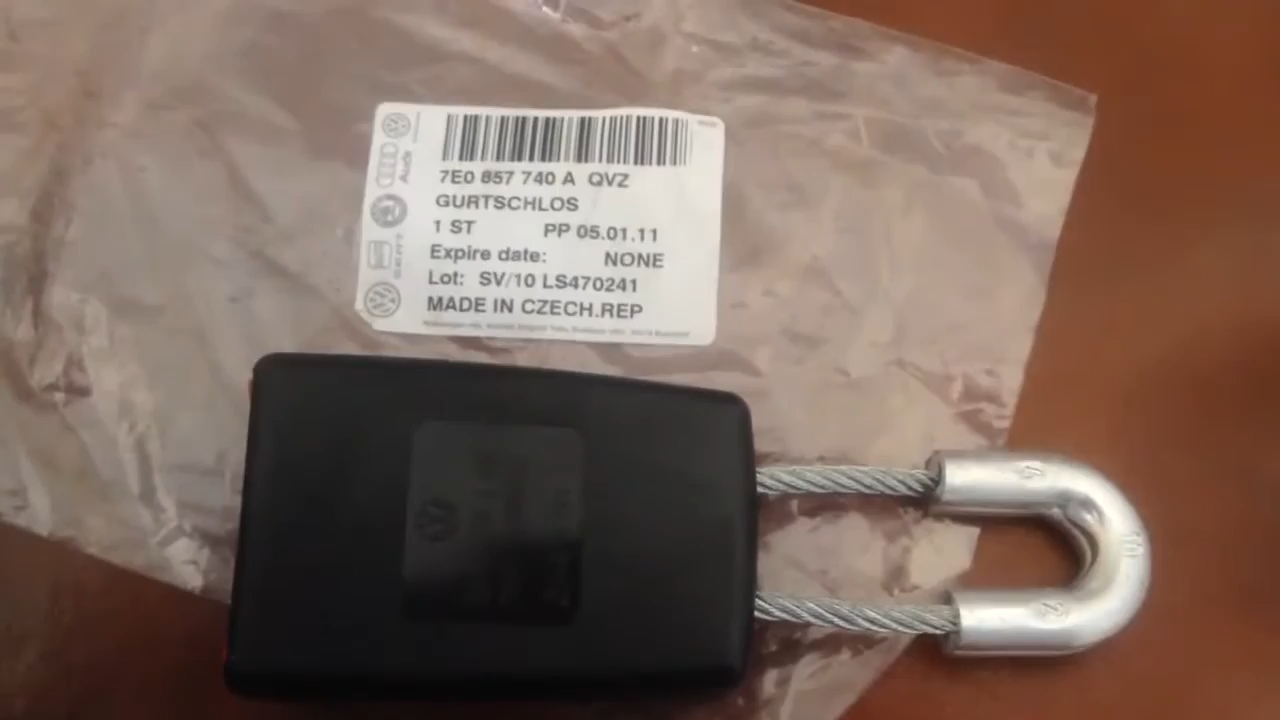 7E0 857 740 A QVZ
GURTSCHLOS
1 ST PP 05.01.11
Expire date: NONE
Lot: SV/10 LS470241
MADE IN CZECH.REP
Audi